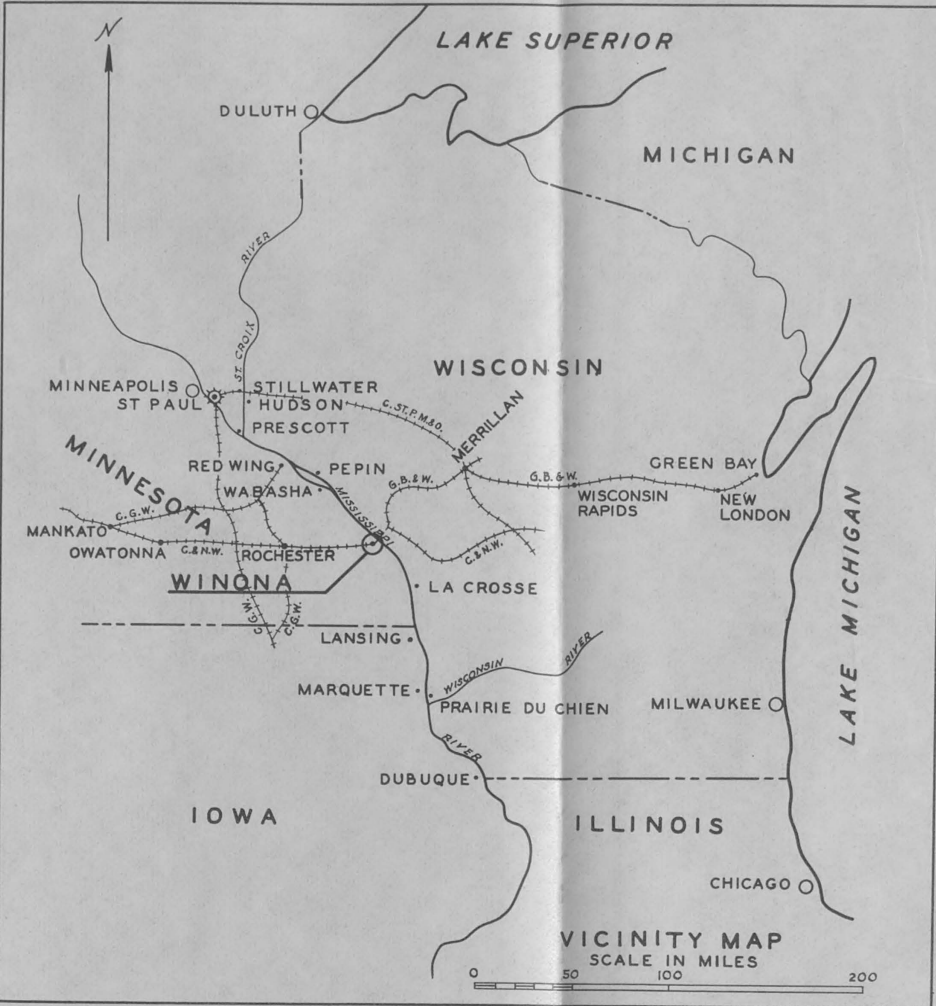 N
LAKE SUPERIOR
DULUTH
MICHIGAN
RIVER
ST. CROIX
WISCONSIN
MINNEAPOLIS
ST PAUL
STILLWATER
HUDSON
C. ST. P. M. & O.
PRESCOTT
MERRILLAN
MINNESOTA
RED WING
PEPIN
G.B. & W.
G.B. & W.
GREEN BAY
WABASHA
MISSISSIPPI
WISCONSIN
RAPIDS
NEW
LONDON
C.G.W.
MANKATO
OWATONNA
C. & N.W.
ROCHESTER
C. & N.W.
WINONA
LA CROSSE
C.G.W.
C.G.W.
LANSING
LAKE MICHIGAN
WISCONSIN
RIVER
MARQUETTE
PRAIRIE DU CHIEN
MILWAUKEE
RIVER
DUBUQUE
IOWA
ILLINOIS
CHICAGO
VICINITY MAP
SCALE IN MILES
0 50 100 200